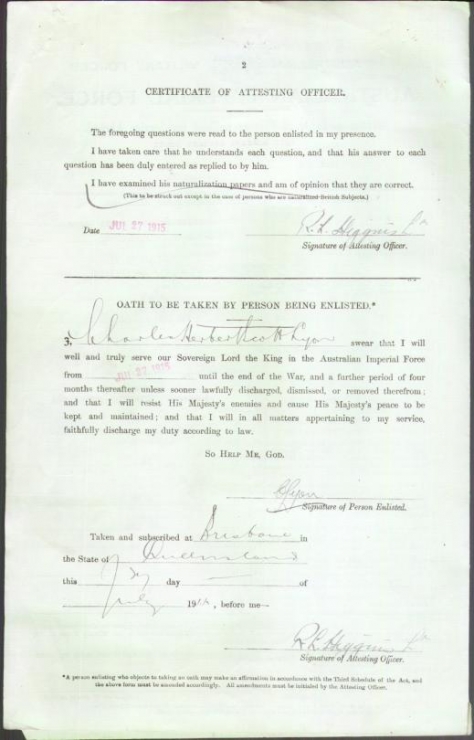 2
CERTIFICATE OF ATTESTING OFFICER.
The foregoing questions were read to the person enlisted in my presence.
I have taken care that he understands each question, and that his answer to each
question has been duly entered as replied to by him.
I have examined his naturalization papers and am of opinion that they are correct.
(This to be struck out except in the case of persons who are naturalized British Subjects.)
Date JUL 27 1915
Signature of Attesting Officer.
OATH TO BE TAKEN BY PERSON BEING ENLISTED.*
I, Charles Herbert Scott Lyon swear that I will
well and truly serve our Sovereign Lord the King in the Australian Imperial Force
from JUL 27 1915 until the end of the War, and a further period of four
months thereafter unless sooner lawfully discharged, dismissed, or removed therefrom;
and that I will resist His Majesty's enemies and cause His Majesty's peace to be
kept and maintained; and that I will in all matters appertaining to my service,
faithfully discharge my duty according to law.
SO HELP ME, GOD.
Lyon
Signature of Person Enlisted.
Taken and subscribed at Brisbane in
the State of Queensland
this day of
July 191 , before me—
Signature of Attesting Officer.
*A person enlisting who objects to taking an oath may make an affirmation in accordance with the Third Schedule of the Act, and
the above form must be amended accordingly. All amendments must be initialed by the Attesting Officer.